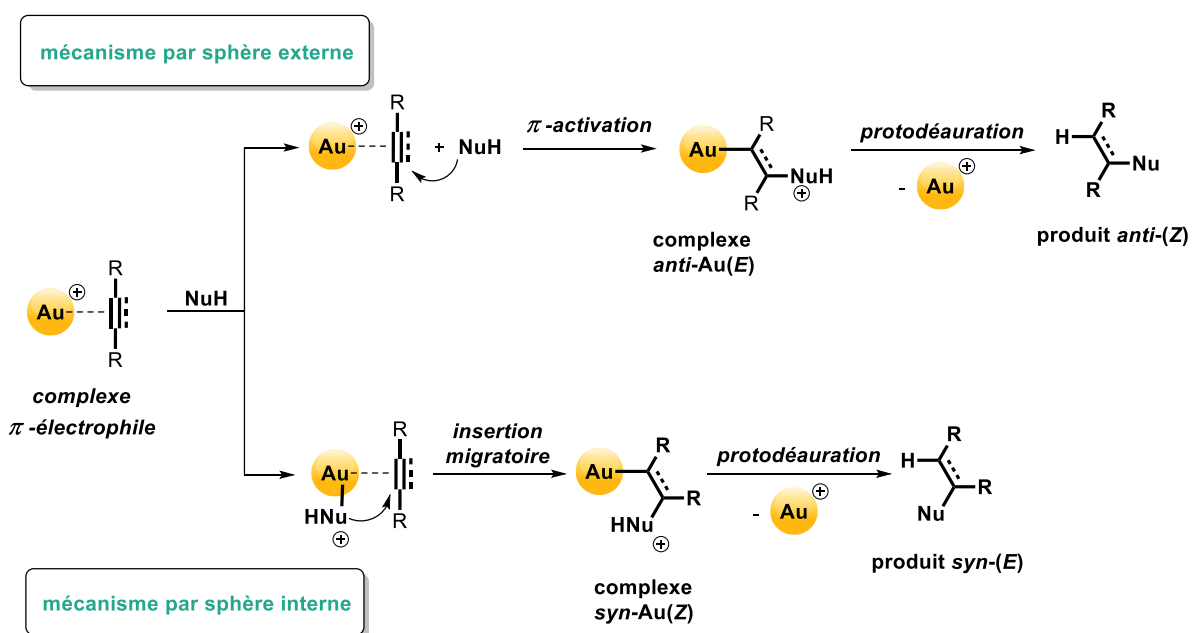 mécanisme par sphère externe
R
Au
⊕
R
+ NuH
π -activation
Au
R
R
NuH
⊕
complexe
anti-Au(E)
protodéauration
- Au
⊕
H
R
R
Nu
produit anti-(Z)
Au
⊕
R
R
complexe
π -électrophile
NuH
R
Au
HNu
⊕
R
insertion
migratoire
Au
R
R
HNu
⊕
complexe
syn-Au(Z)
protodéauration
- Au
⊕
H
R
R
Nu
produit syn-(E)
mécanisme par sphère interne